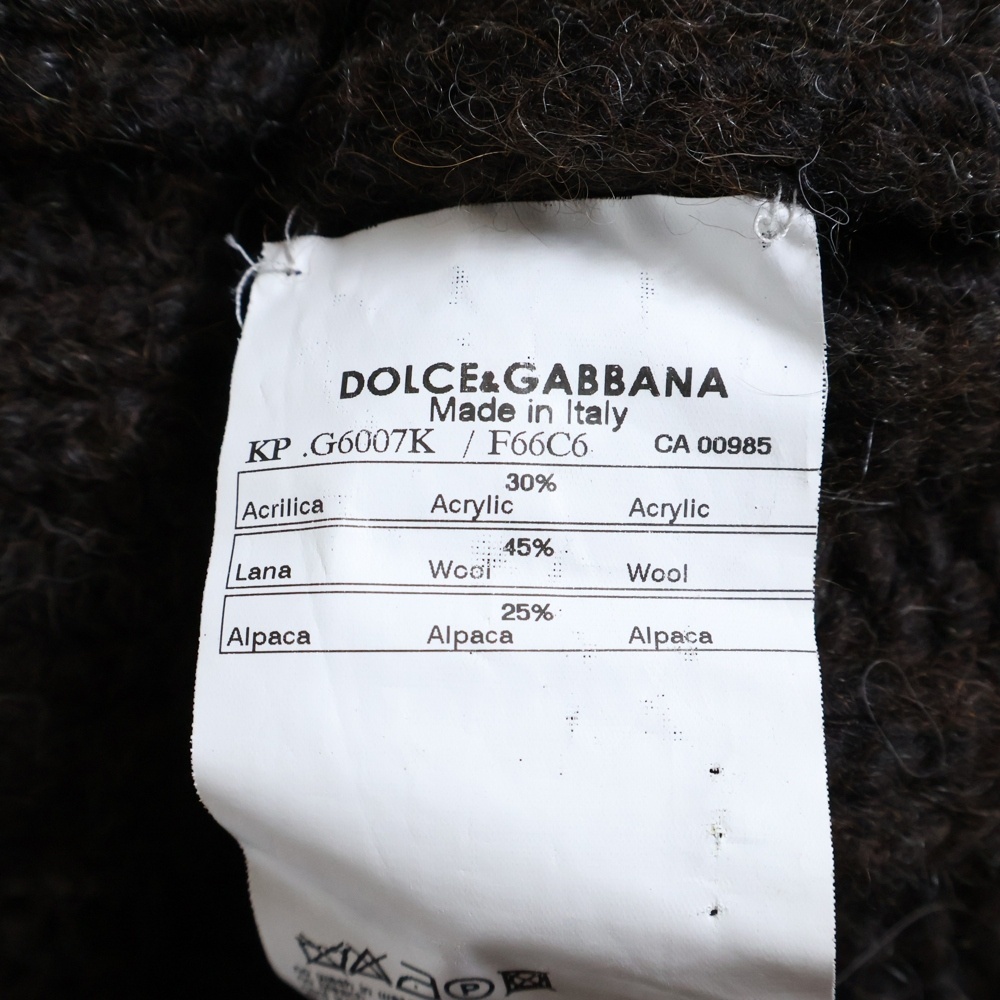 DOLCE&GABBANA
Made in Italy
KP .G6007K / F66C6 CA 00985
30%
Acrilica Acrylic Acrylic
45%
Lana Wool Wool
25%
Alpaca Alpaca Alpaca
P